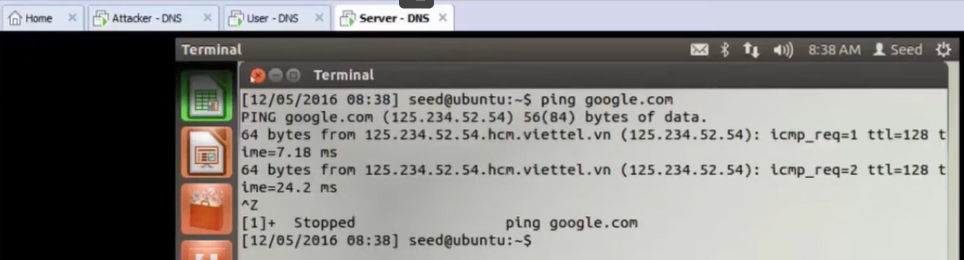 Home
Attacker - DNS
User - DNS
Server - DNS
Terminal
8:38 AM
Seed
Terminal
[12/05/2016 08:38] seed@ubuntu:~$ ping google.com
PING google.com (125.234.52.54) 56(84) bytes of data.
64 bytes from 125.234.52.54.hcm.viettel.vn (125.234.52.54): icmp_req=1 ttl=128 t
ime=7.18 ms
64 bytes from 125.234.52.54.hcm.viettel.vn (125.234.52.54): icmp_req=2 ttl=128 t
ime=24.2 ms
^Z
[1]+  Stopped                 ping google.com
[12/05/2016 08:38] seed@ubuntu:~$